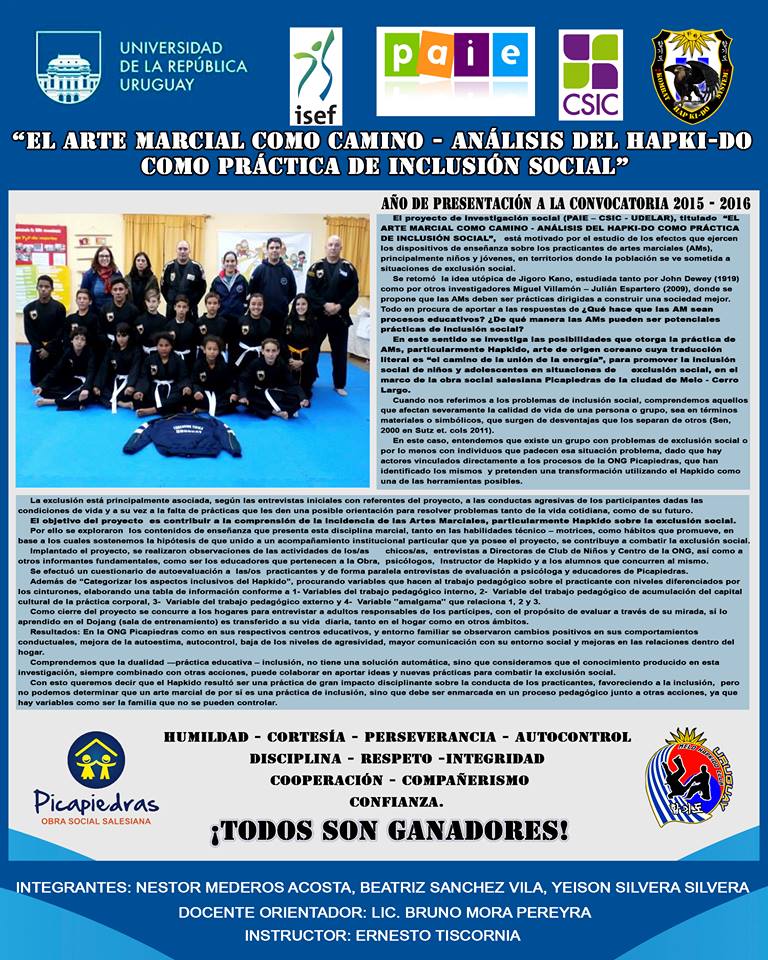 UNIVERSIDAD
DE LA REPÚBLICA
URUGUAY
isef
paie
CSIC
KOMBAT HAPKI-DO SYSTEM
“EL ARTE MARCIAL COMO CAMINO - ANÁLISIS DEL HAPKI-DO
COMO PRÁCTICA DE INCLUSIÓN SOCIAL”
AÑO DE PRESENTACIÓN A LA CONVOCATORIA 2015 - 2016
El proyecto de investigación social (PAIE – CSIC - UDELAR), titulado “EL
ARTE MARCIAL COMO CAMINO - ANÁLISIS DEL HAPKI-DO COMO PRÁCTICA
DE INCLUSIÓN SOCIAL”, está motivado por el estudio de los efectos que ejercen
los dispositivos de enseñanza sobre los practicantes de artes marciales (AMs),
principalmente niños y jóvenes, en territorios donde la población se ve sometida a
situaciones de exclusión social.
Se retomó la idea utópica de Jigoro Kano, estudiada tanto por John Dewey (1919)
como por otros investigadores Miguel Villamón – Julián Espartero (2009), donde se
propone que las AMs deben ser prácticas dirigidas a construir una sociedad mejor.
Todo en procura de aportar a las respuestas de ¿Qué hace que las AM sean
procesos educativos? ¿De qué manera las AMs pueden ser potenciales
prácticas de inclusión social?
En este sentido se investiga las posibilidades que otorga la práctica de
AMs, particularmente Hapkido, arte de origen coreano cuya traducción
literal es “el camino de la unión de la energía”, para promover la inclusión
social de niños y adolescentes en situaciones de exclusión social, en el
marco de la obra social salesiana Picapiedras de la ciudad de Melo - Cerro
Largo.
Cuando nos referimos a los problemas de inclusión social, comprendemos aquellos
que afectan severamente la calidad de vida de una persona o grupo, sea en términos
materiales o simbólicos, que surgen de desventajas que los separan de otros (Sen,
2000 en Sutz et. cols 2011).
En este caso, entendemos que existe un grupo con problemas de exclusión social o
por lo menos con individuos que padecen esa situación problema, dado que hay
actores vinculados directamente a los procesos de la ONG Picapiedras, que han
identificado los mismos y pretenden una transformación utilizando el Hapkido como
una de las herramientas posibles.
La exclusión está principalmente asociada, según las entrevistas iniciales con referentes del proyecto, a las conductas agresivas de los participantes dadas las
condiciones de vida y a su vez a la falta de prácticas que les den una posible orientación para resolver problemas tanto de la vida cotidiana, como de su futuro.
El objetivo del proyecto es contribuir a la comprensión de la incidencia de las Artes Marciales, particularmente Hapkido sobre la exclusión social.
Por ello se exploraron los contenidos de enseñanza que presenta esta disciplina marcial, tanto en las habilidades técnico – motrices, como hábitos que promueve, en
base a los cuales sostenemos la hipótesis de que unido a un acompañamiento institucional particular que ya posee el proyecto, se contribuye a combatir la exclusión social.
Implantado el proyecto, se realizaron observaciones de las actividades de los/as chicos/as, entrevistas a Directoras de Club de Niños y Centro de la ONG, así como a
otros informantes fundamentales, como ser los educadores que pertenecen a la Obra, psicólogos, Instructor de Hapkido y a los alumnos que concurren al mismo.
Se efectuó un cuestionario de autoevaluación a las/os practicantes y de forma paralela entrevistas de evaluación a psicóloga y educadores de Picapiedras.
Además de "Categorizar los aspectos inclusivos del Hapkido", procurando variables que hacen al trabajo pedagógico sobre el practicante con niveles diferenciados por
los cinturones, elaborando una tabla de información conforme a 1- Variables del trabajo pedagógico interno, 2- Variable del trabajo pedagógico de acumulación del capital
cultural de la práctica corporal, 3- Variable del trabajo pedagógico externo y 4- Variable "amalgama" que relaciona 1, 2 y 3.
Como cierre del proyecto se concurre a los hogares para entrevistar a adultos responsables de los partícipes, con el propósito de evaluar a través de su mirada, si lo
aprendido en el Dojang (sala de entrenamiento) es transferido a su vida diaria, tanto en el hogar como en otros ámbitos.
Resultados: En la ONG Picapiedras como en sus respectivos centros educativos, y entorno familiar se observaron cambios positivos en sus comportamientos
conductuales, mejora de la autoestima, autocontrol, baja de los niveles de agresividad, mayor comunicación con su entorno social y mejoras en las relaciones dentro del
hogar.
Comprendemos que la dualidad —práctica educativa – inclusión, no tiene una solución automática, sino que consideramos que el conocimiento producido en esta
investigación, siempre combinado con otras acciones, puede colaborar en aportar ideas y nuevas prácticas para combatir la exclusión social.
Con esto queremos decir que el Hapkido resultó ser una práctica de gran impacto disciplinante sobre la conducta de los practicantes, favoreciendo a la inclusión, pero
no podemos determinar que un arte marcial de por sí es una práctica de inclusión, sino que debe ser enmarcada en un proceso pedagógico junto a otras acciones, ya que
hay variables como ser la familia que no se pueden controlar.
HUMILDAD - CORTESÍA - PERSEVERANCIA - AUTOCONTROL
DISCIPLINA - RESPETO -INTEGRIDAD
COOPERACIÓN - COMPAÑERISMO
CONFIANZA.
¡TODOS SON GANADORES!
Picapiedras
OBRA SOCIAL SALESIANA
MELO HAPKIDO CLUB
URUGUAY
합기도
INTEGRANTES: NESTOR MEDEROS ACOSTA, BEATRIZ SANCHEZ VILA, YEISON SILVERA SILVERA
DOCENTE ORIENTADOR: LIC. BRUNO MORA PEREYRA
INSTRUCTOR: ERNESTO TISCORNIA